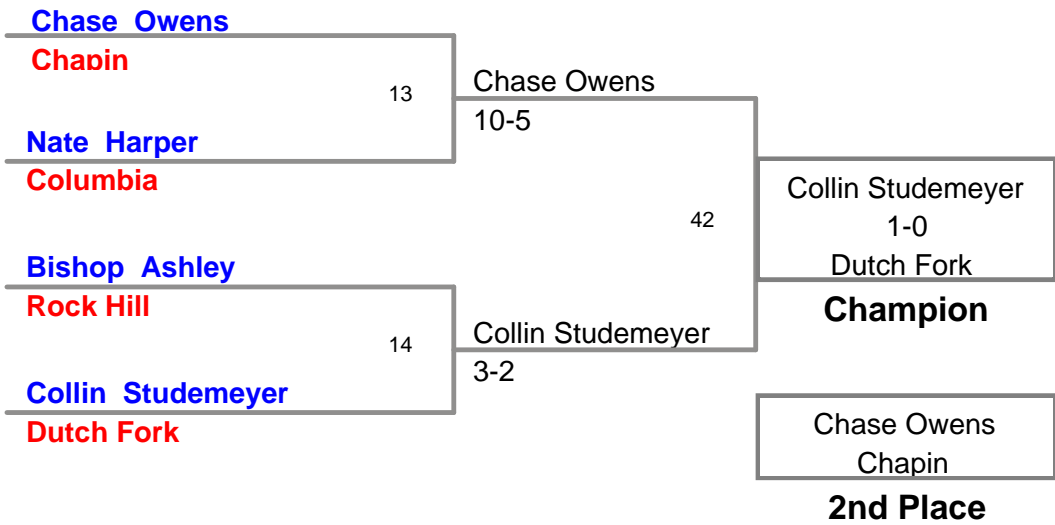 Chase Owens
Chapin
13
Chase Owens
10-5
Nate Harper
Columbia
42
Collin Studemeyer
1-0
Dutch Fork
Champion
Bishop Ashley
Rock Hill
14
Collin Studemeyer
3-2
Collin Studemeyer
Dutch Fork
Chase Owens
Chapin
2nd Place